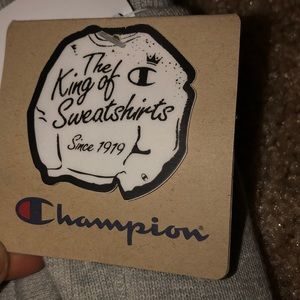 The
King of
Sweatshirts
Since 1919
Champion®